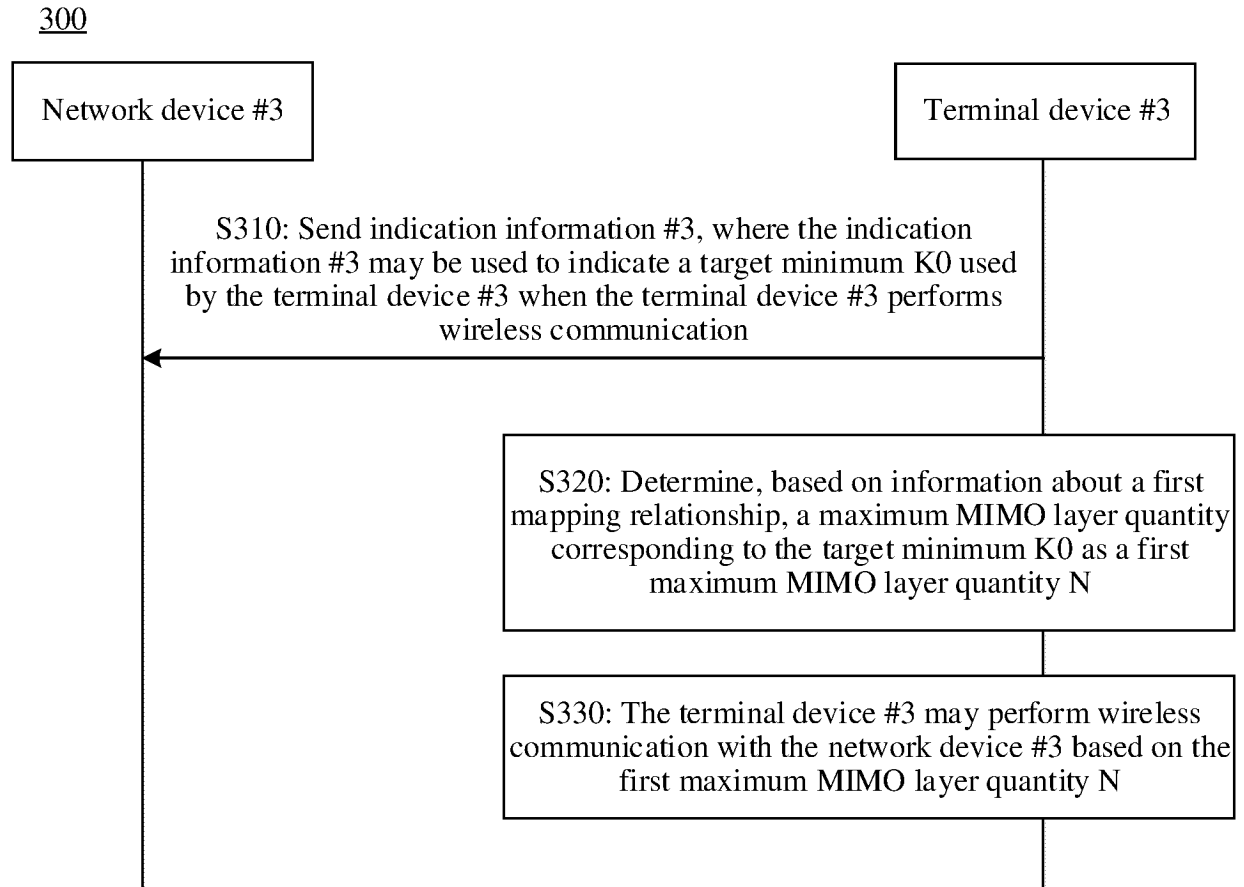 300
Network device #3
Terminal device #3
S310: Send indication information #3, where the indication
information #3 may be used to indicate a target minimum K0 used
by the terminal device #3 when the terminal device #3 performs
wireless communication
S320: Determine, based on information about a first
mapping relationship, a maximum MIMO layer quantity
corresponding to the target minimum K0 as a first
maximum MIMO layer quantity N
S330: The terminal device #3 may perform wireless
communication with the network device #3 based on the
first maximum MIMO layer quantity N